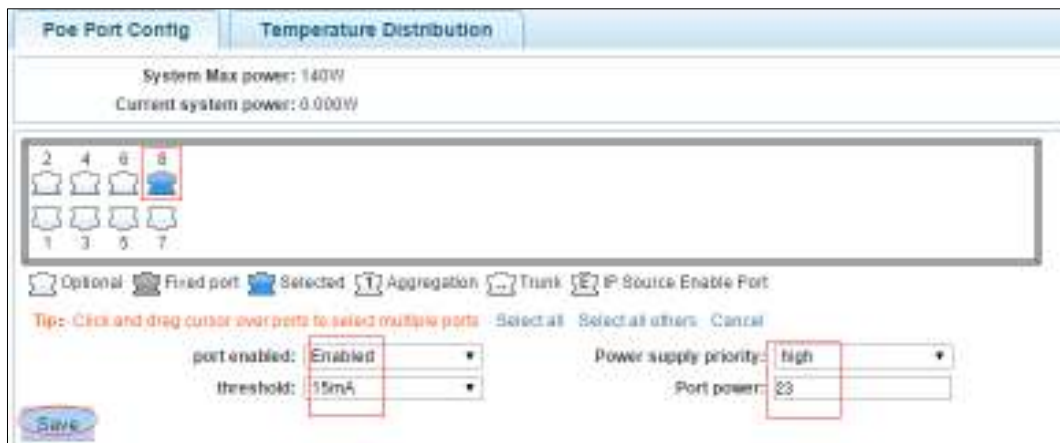 Poe Port Config Temperature Distribution
System Max power: 140W
Current system power: 0.000W
2 4 6 8
1 3 5 7
Optional Fixed port Selected 1 Aggregation ... Trunk E IP Source Enable Port
Tip: Click and drag cursor over ports to select multiple ports Select all Select all others Cancel
port enabled: Enabled Power supply priority: high
threshold: 15mA Port power: 23
Save